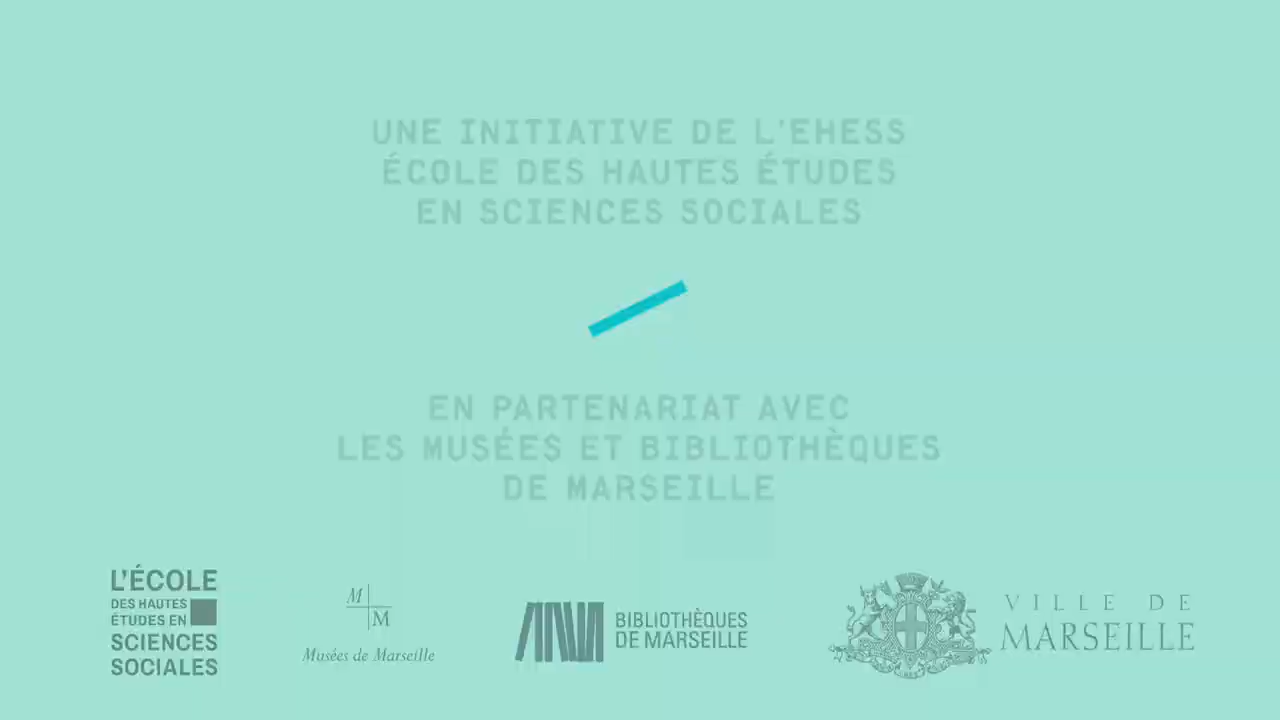 UNE INITIATIVE DE L'EHESS
ÉCOLE DES HAUTES ÉTUDES
EN SCIENCES SOCIALES
EN PARTENARIAT AVEC
LES MUSÉES ET BIBLIOTHÈQUES
DE MARSEILLE
L'ÉCOLE
DES HAUTES
ÉTUDES EN
SCIENCES
SOCIALES
M
M
Musées de Marseille
BIBLIOTHÈQUES
DE MARSEILLE
VILLE DE
MARSEILLE